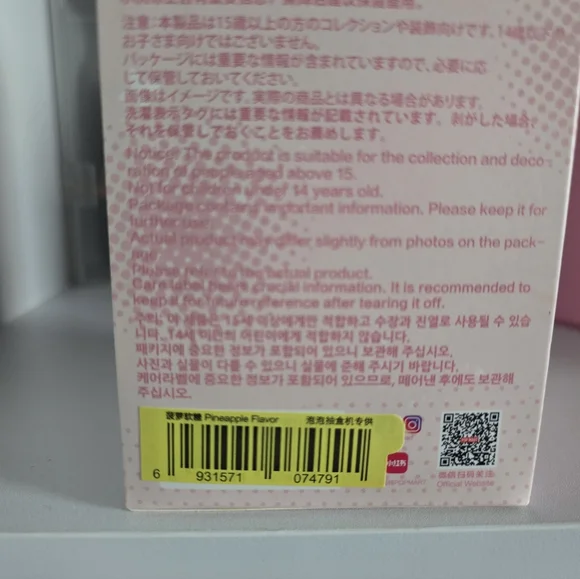 注意：本製品は15歳以上の方のコレクションや装飾向けです。14歳以下の
お子さま向けではございません。
パッケージには重要な情報が含まれていますので、必要に応
じて保管しておいてください。
画像はイメージです。実際の商品とは異なる場合があります。
洗濯表示タグには重要な情報が記載されています。おがした場合、
それを保管しておくことをお薦めします。
Notice: The product is suitable for the collection and deco-
ration of people aged above 15.
Not for children under 14 years old.
Package contains important information. Please keep it for
further use.
Actual product may differ slightly from photos on the pack-
age.
Please refer to the actual product.
Care label bears crucial information. It is recommended to
keep it for future reference after tearing it off.
주의: 이 제품은 15세 이상에게만 적합하고 수장과 진열로 사용될 수 있습
니다. 14세 미만의 어린이에게 적합하지 않습니다.
패키지에 중요한 정보가 포함되어 있으니 보관해 주십시오.
사진과 실물이 다를 수 있으니 실물에 준해 주시기 바랍니다.
케어라벨에 중요한 정보가 포함되어 있으므로, 떼어낸 후에도 보관해
주십시오.
菠萝软糖 Pineapple Flavor 泡泡抽盒机专供
6 931571 074791
小红书
Official Website